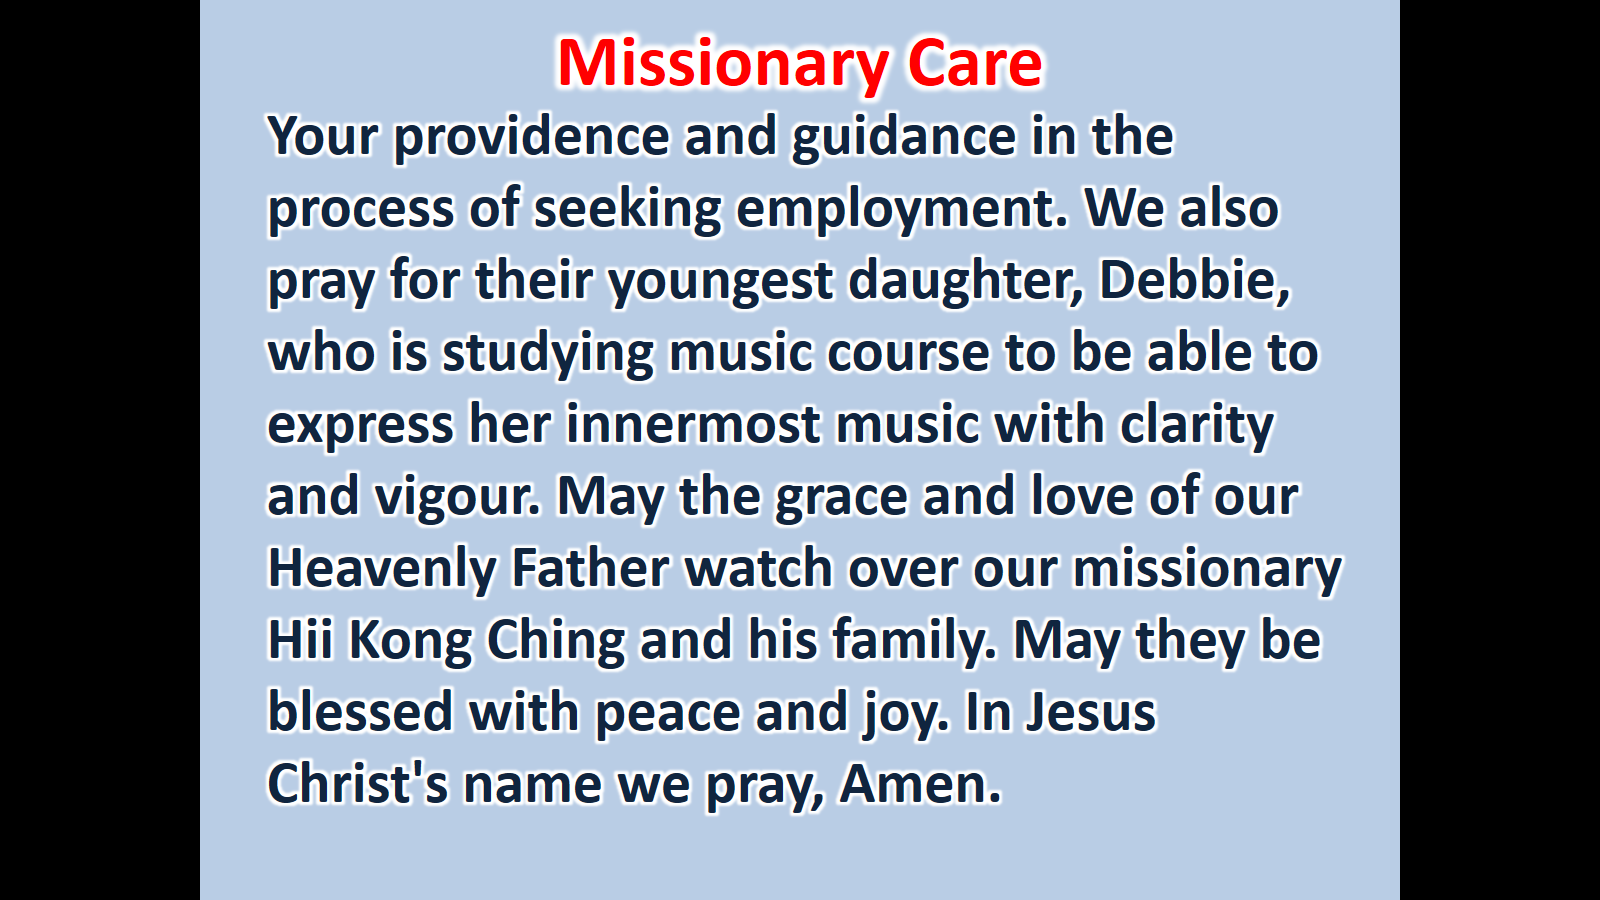 Missionary Care
Your providence and guidance in the
process of seeking employment. We also
pray for their youngest daughter, Debbie,
who is studying music course to be able to
express her innermost music with clarity
and vigour. May the grace and love of our
Heavenly Father watch over our missionary
Hii Kong Ching and his family. May they be
blessed with peace and joy. In Jesus
Christ's name we pray, Amen.